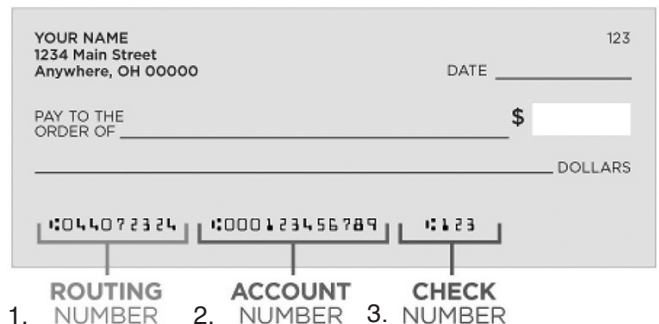 YOUR NAME 123
1234 Main Street
Anywhere, OH 00000
DATE
PAY TO THE
ORDER OF $
DOLLARS
⑆044072324 ⑆000123456789 ⑆123
ROUTING ACCOUNT CHECK
1. NUMBER 2. NUMBER 3. NUMBER